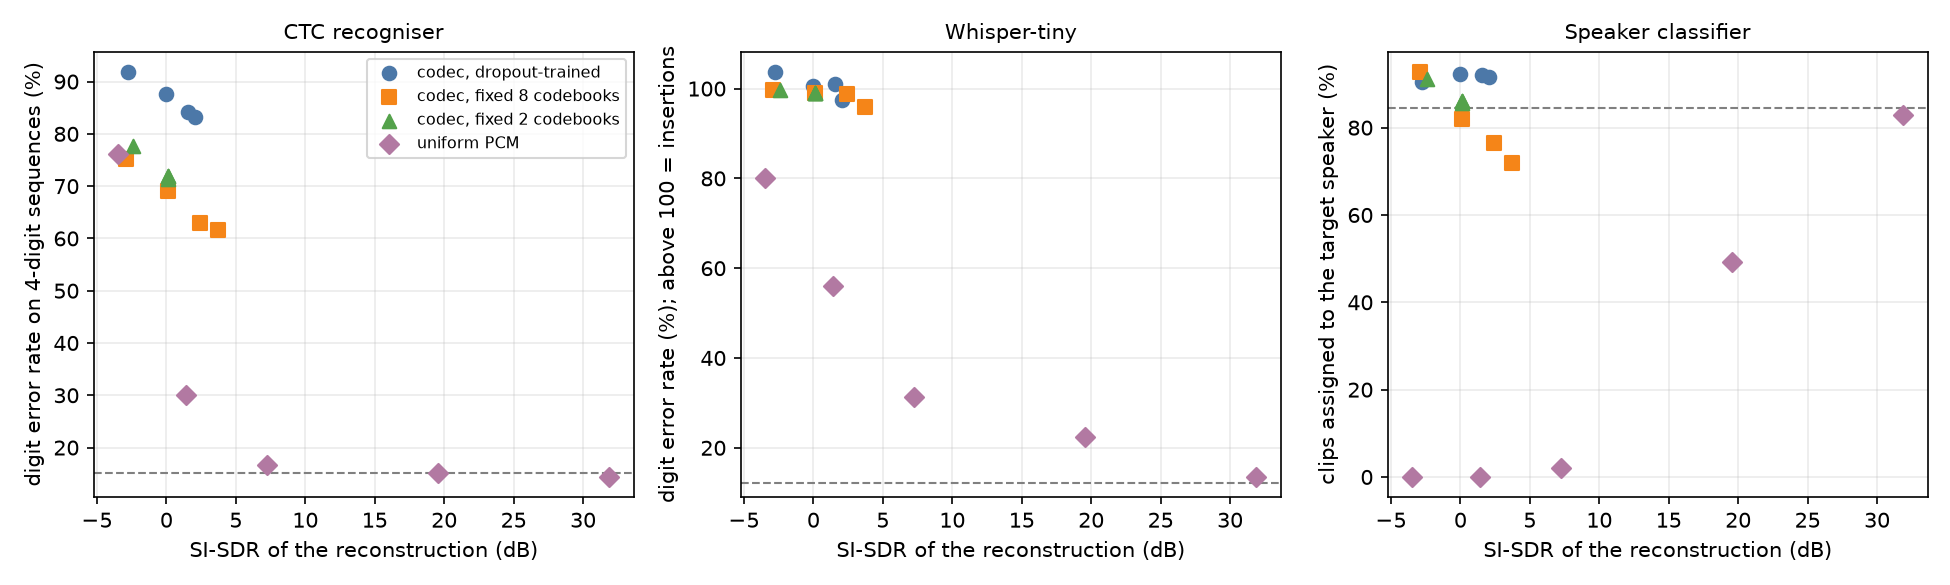 CTC recogniser
digit error rate on 4-digit sequences (%)
90
80
70
60
50
40
30
20
codec, dropout-trained
codec, fixed 8 codebooks
codec, fixed 2 codebooks
uniform PCM
−5 0 5 10 15 20 25 30
SI-SDR of the reconstruction (dB)
Whisper-tiny
digit error rate (%); above 100 = insertions
100
80
60
40
20
−5 0 5 10 15 20 25 30
SI-SDR of the reconstruction (dB)
Speaker classifier
clips assigned to the target speaker (%)
80
60
40
20
0
−5 0 5 10 15 20 25 30
SI-SDR of the reconstruction (dB)